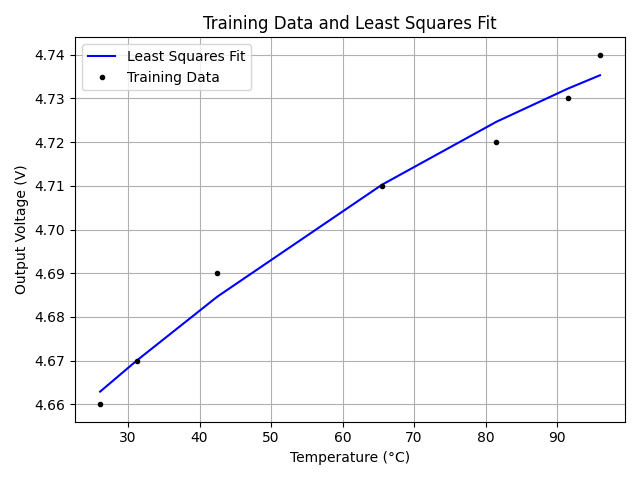 Training Data and Least Squares Fit
Least Squares Fit
Training Data
Output Voltage (V)
4.74
4.73
4.72
4.71
4.70
4.69
4.68
4.67
4.66
30 40 50 60 70 80 90
Temperature (°C)